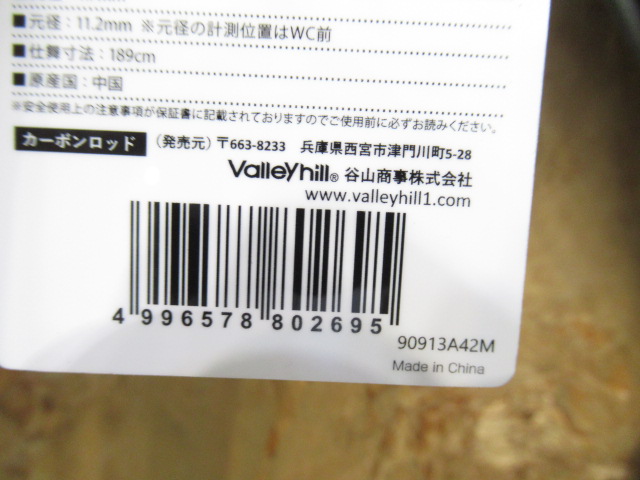 ■元径：11.2mm ※元径の計測位置はWC前
■仕舞寸法：189cm
■原産国：中国
※安全使用上の注意事項が保証書に記載されておりますのでご使用前に必ずお読みください。
カーボンロッド （発売元）〒663-8233 兵庫県西宮市津門川町5-28
Valleyhill® 谷山商事株式会社
www.valleyhill1.com
4 996578 802695
90913A42M
Made in China